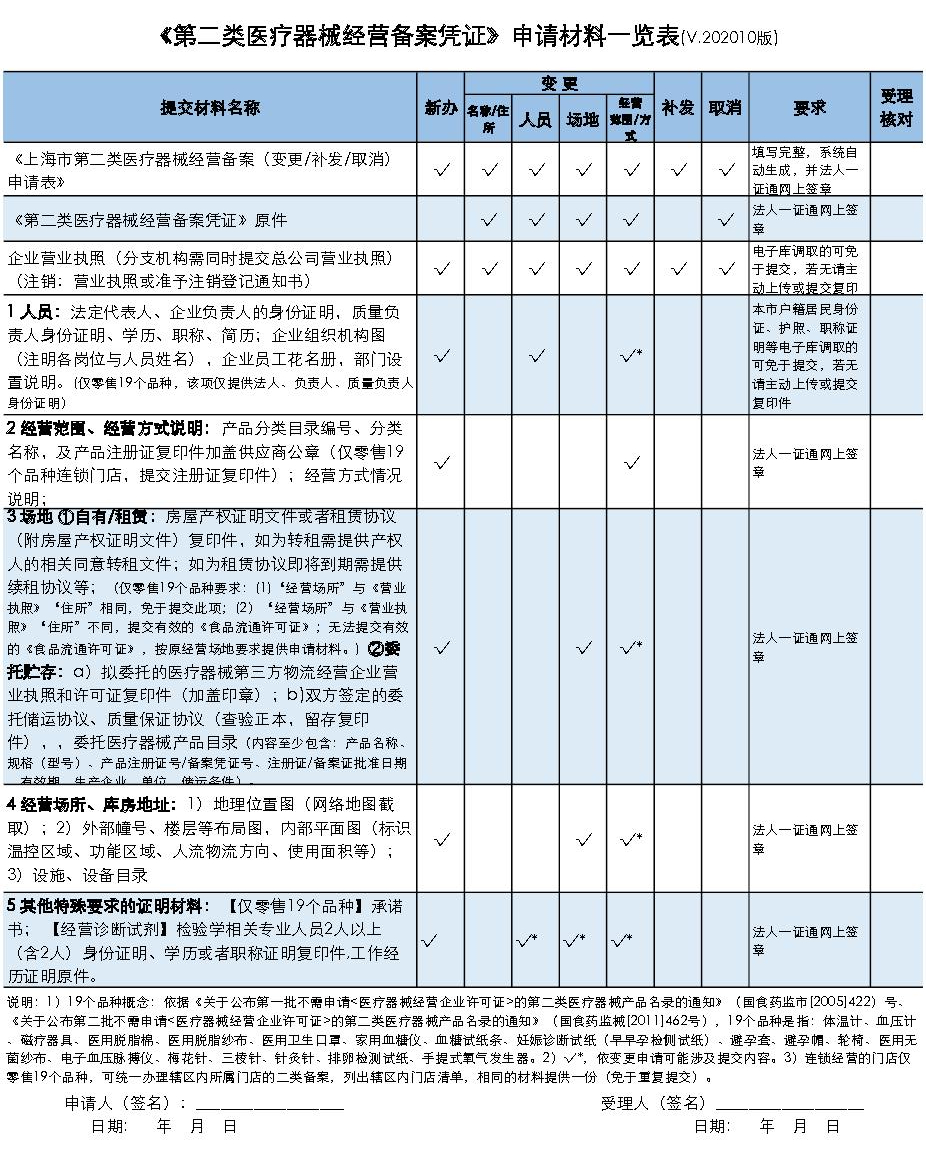 《第二类医疗器械经营备案凭证》申请材料一览表(V.202010版)
提交材料名称 新办 变更 补发 取消 要求 受理核对
名称/住所 人员 场地 经营范围/方式
《上海市第二类医疗器械经营备案（变更/补发/取消）
申请表》
✓ ✓ ✓ ✓ ✓ ✓ ✓
填写完整，系统自
动生成，并法人一
证通网上签章
《第二类医疗器械经营备案凭证》原件
✓ ✓ ✓ ✓ ✓
法人一证通网上签
章
企业营业执照（分支机构需同时提交总公司营业执照）
（注销：营业执照或准予注销登记通知书）
✓ ✓ ✓ ✓ ✓ ✓ ✓
电子库调取的可免
于提交，若无请主
动上传或提交复印
1 人员：法定代表人、企业负责人的身份证明，质量负
责人身份证明、学历、职称、简历；企业组织机构图
（注明各岗位与人员姓名），企业员工花名册，部门设
置说明。(仅零售19个品种，该项仅提供法人、负责人、质量负责人
身份证明)
✓ ✓ ✓*
本市户籍居民身份
证、护照、职称证
明等电子库调取的
可免于提交，若无
请主动上传或提交
复印件
2 经营范围、经营方式说明：产品分类目录编号、分类
名称，及产品注册证复印件加盖供应商公章（仅零售19
个品种连锁门店，提交注册证复印件）；经营方式情况
说明；
✓ ✓
法人一证通网上签
章
3 场地 ①自有/租赁：房屋产权证明文件或者租赁协议
（附房屋产权证明文件）复印件，如为转租需提供产权
人的相关同意转租文件；如为租赁协议即将到期需提供
续租协议等；（仅零售19个品种要求：(1)“经营场所”与《营业
执照》“住所”相同，免于提交此项；(2）“经营场所”与《营业执
照》“住所”不同，提交有效的《食品流通许可证》；无法提交有效
的《食品流通许可证》，按原经营场地要求提供申请材料。）②委
托贮存：a）拟委托的医疗器械第三方物流经营企业营
业执照和许可证复印件（加盖印章）；b)双方签定的委
托储运协议、质量保证协议（查验正本，留存复印
件），，委托医疗器械产品目录（内容至少包含：产品名称、
规格（型号）、产品注册证号/备案凭证号、注册证/备案证批准日期
、有效期、生产企业、单位、储运条件）。
✓ ✓ ✓*
法人一证通网上签
章
4 经营场所、库房地址：1）地理位置图（网络地图截
取）；2）外部幢号、楼层等布局图，内部平面图（标识
温控区域、功能区域、人流物流方向、使用面积等）；
3）设施、设备目录
✓ ✓ ✓*
法人一证通网上签
章
5 其他特殊要求的证明材料：【仅零售19个品种】承诺
书；【经营诊断试剂】检验学相关专业人员2人以上
（含2人）身份证明、学历或者职称证明复印件,工作经
历证明原件。
✓ ✓* ✓* ✓*
法人一证通网上签
章
说明：1）19个品种概念：依据《关于公布第一批不需申请<医疗器械经营企业许可证>的第二类医疗器械产品名录的通知》（国食药监市[2005]422）号、
《关于公布第二批不需申请<医疗器械经营企业许可证>的第二类医疗器械产品名录的通知》（国食药监械[2011]462号)，19个品种是指：体温计、血压计
、磁疗器具、医用脱脂棉、医用脱脂纱布、医用卫生口罩、家用血糖仪、血糖试纸条、妊娠诊断试纸（早早孕检侧试纸）、避孕套、避孕帽、轮椅、医用无
菌纱布、电子血压脉搏仪、梅花针、三棱针、针灸针、排卵检测试纸、手提式氧气发生器。2）✓*，依变更申请可能涉及提交内容。3）连锁经营的门店仅
零售19个品种，可统一办理辖区内所属门店的二类备案，列出辖区内门店清单，相同的材料提供一份（免于重复提交）。
申请人（签名）：________________ 受理人（签名）________________
日期： 年 月 日 日期： 年 月 日